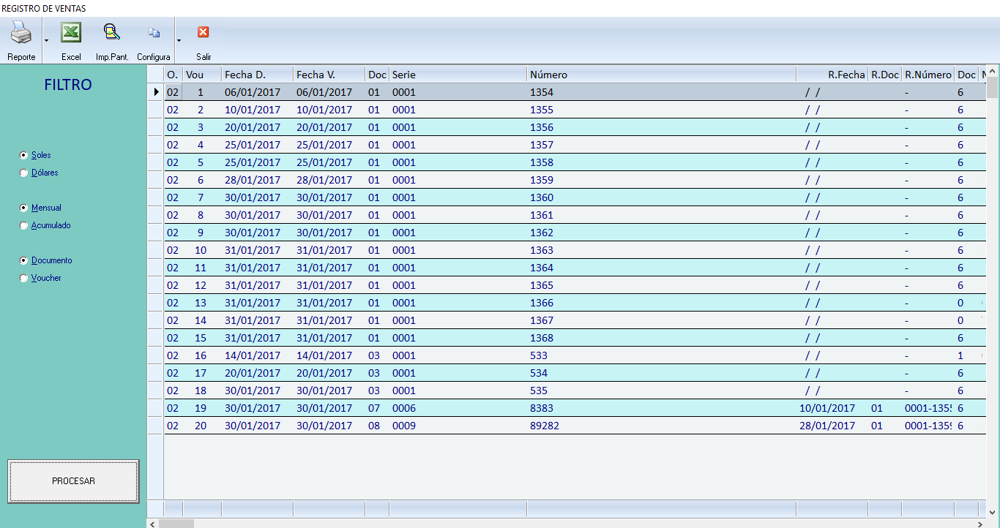 REGISTRO DE VENTAS
Reporte Excel Imp.Pant. Configura Salir
FILTRO
Soles
Dólares
Mensual
Acumulado
Documento
Voucher
PROCESAR
O. Vou Fecha D. Fecha V. Doc Serie Número R.Fecha R.Doc R.Número Doc
02 1 06/01/2017 06/01/2017 01 0001 1354 / / - 6
02 2 10/01/2017 10/01/2017 01 0001 1355 / / - 6
02 3 20/01/2017 20/01/2017 01 0001 1356 / / - 6
02 4 25/01/2017 25/01/2017 01 0001 1357 / / - 6
02 5 25/01/2017 25/01/2017 01 0001 1358 / / - 6
02 6 28/01/2017 28/01/2017 01 0001 1359 / / - 6
02 7 30/01/2017 30/01/2017 01 0001 1360 / / - 6
02 8 30/01/2017 30/01/2017 01 0001 1361 / / - 6
02 9 30/01/2017 30/01/2017 01 0001 1362 / / - 6
02 10 31/01/2017 31/01/2017 01 0001 1363 / / - 6
02 11 31/01/2017 31/01/2017 01 0001 1364 / / - 6
02 12 31/01/2017 31/01/2017 01 0001 1365 / / - 6
02 13 31/01/2017 31/01/2017 01 0001 1366 / / - 0
02 14 31/01/2017 31/01/2017 01 0001 1367 / / - 0
02 15 31/01/2017 31/01/2017 01 0001 1368 / / - 6
02 16 14/01/2017 14/01/2017 03 0001 533 / / - 1
02 17 20/01/2017 20/01/2017 03 0001 534 / / - 6
02 18 30/01/2017 30/01/2017 03 0001 535 / / - 6
02 19 30/01/2017 30/01/2017 07 0006 8383 10/01/2017 01 0001-1355 6
02 20 30/01/2017 30/01/2017 08 0009 89282 28/01/2017 01 0001-1359 6